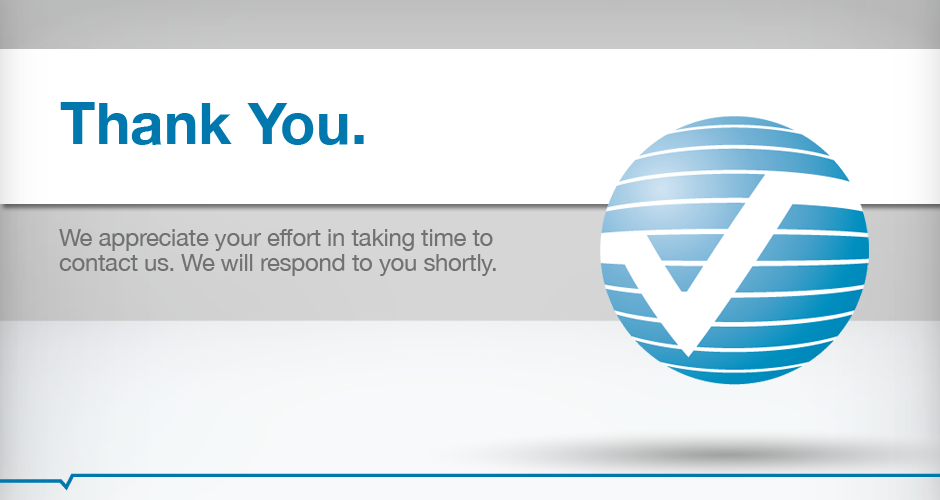 Thank You.
We appreciate your effort in taking time to
contact us. We will respond to you shortly.